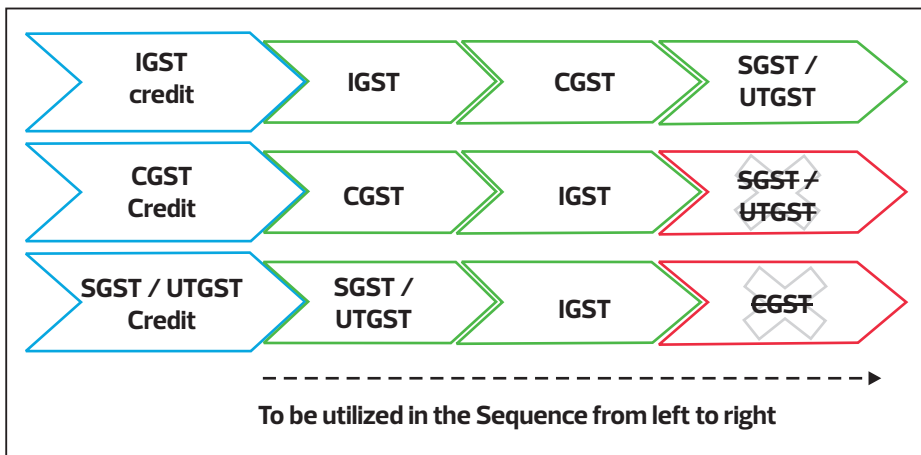 IGST
credit
IGST
CGST
SGST /
UTGST
CGST
Credit
CGST
IGST
SGST /
UTGST
SGST / UTGST
Credit
SGST /
UTGST
IGST
CGST
To be utilized in the Sequence from left to right